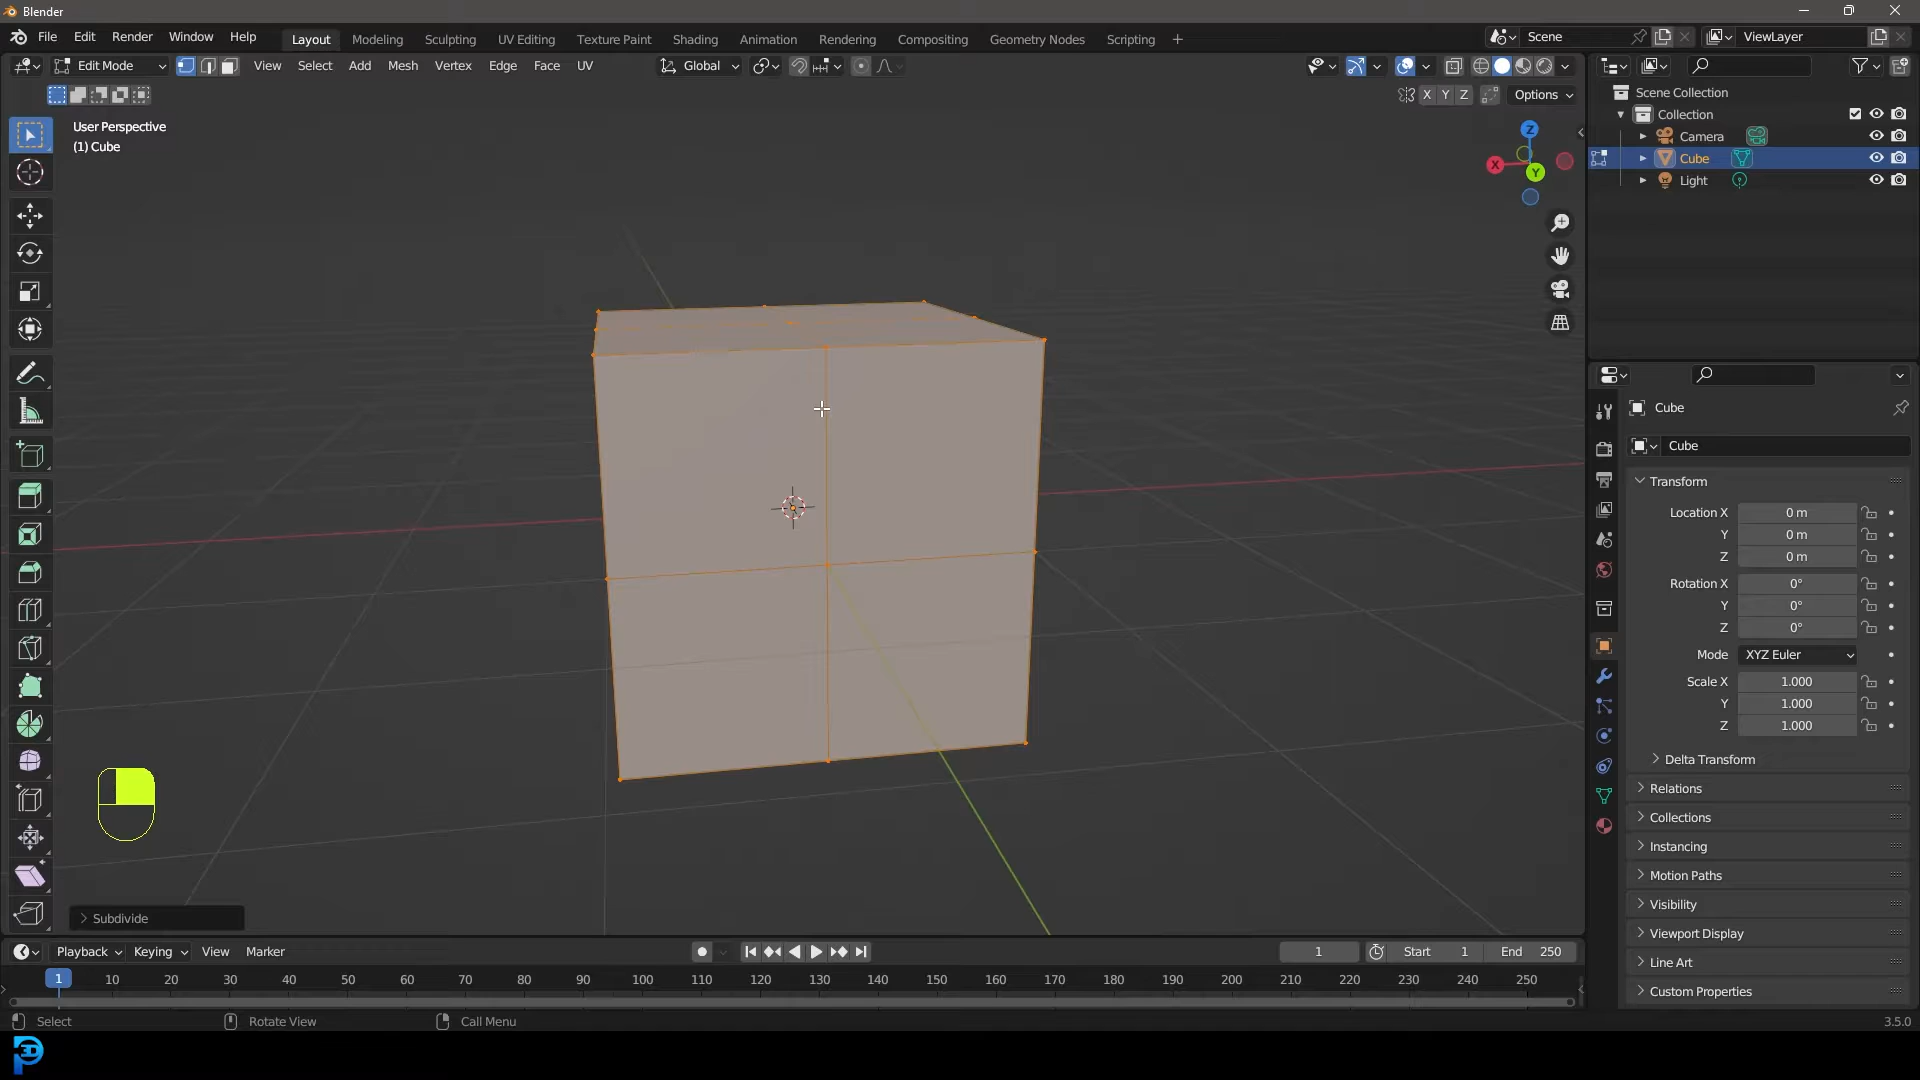 Blender
File Edit Render Window Help Layout Modeling Sculpting UV Editing Texture Paint Shading Animation Rendering Compositing Geometry Nodes Scripting + Scene ViewLayer
Edit Mode View Select Add Mesh Vertex Edge Face UV Global
X Y Z Options
User Perspective
(1) Cube
Z
X
Y
Subdivide
Scene Collection
Collection
Camera
Cube
Light
Cube
Cube
Transform
Location X 0 m
Y 0 m
Z 0 m
Rotation X 0°
Y 0°
Z 0°
Mode XYZ Euler
Scale X 1.000
Y 1.000
Z 1.000
Delta Transform
Relations
Collections
Instancing
Motion Paths
Visibility
Viewport Display
Line Art
Custom Properties
Playback Keying View Marker 1 Start 1 End 250
1 10 20 30 40 50 60 70 80 90 100 110 120 130 140 150 160 170 180 190 200 210 220 230 240 250
Select Rotate View Call Menu 3.5.0
P3D